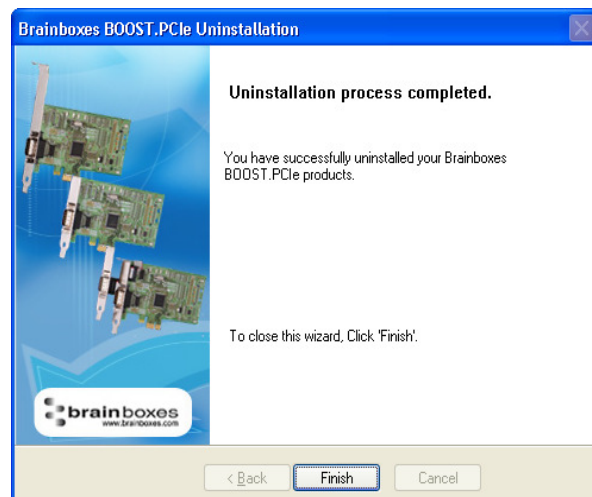 Brainboxes BOOST.PCIe Uninstallation
Uninstallation process completed.
You have successfully uninstalled your Brainboxes
BOOST.PCIe products.
To close this wizard, Click 'Finish'.
brainboxes
www.brainboxes.com
< Back
Finish
Cancel